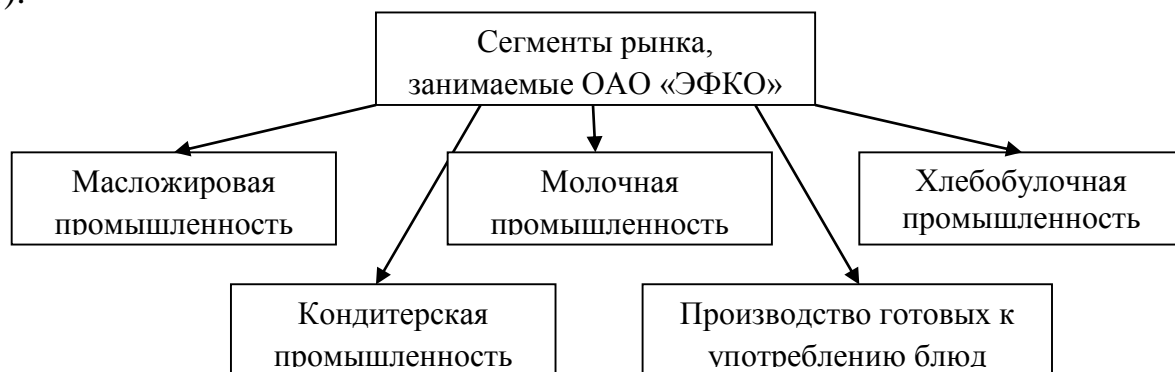 ).
Сегменты рынка,
занимаемые ОАО «ЭФКО»
Масложировая
промышленность
Молочная
промышленность
Хлебобулочная
промышленность
Кондитерская
промышленность
Производство готовых к
употреблению блюд